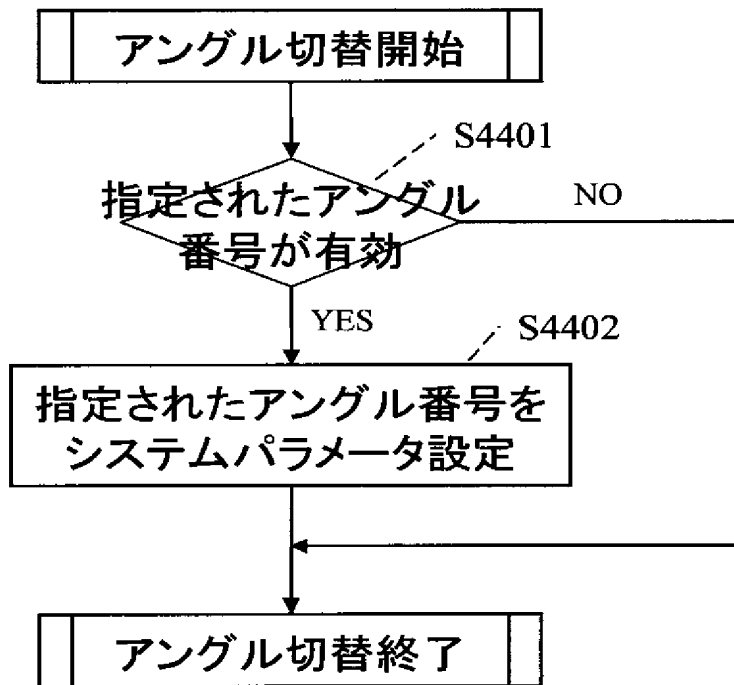 アングル切替開始
S4401
指定されたアングル
番号が有効
NO
YES
S4402
指定されたアングル番号を
システムパラメータ設定
アングル切替終了